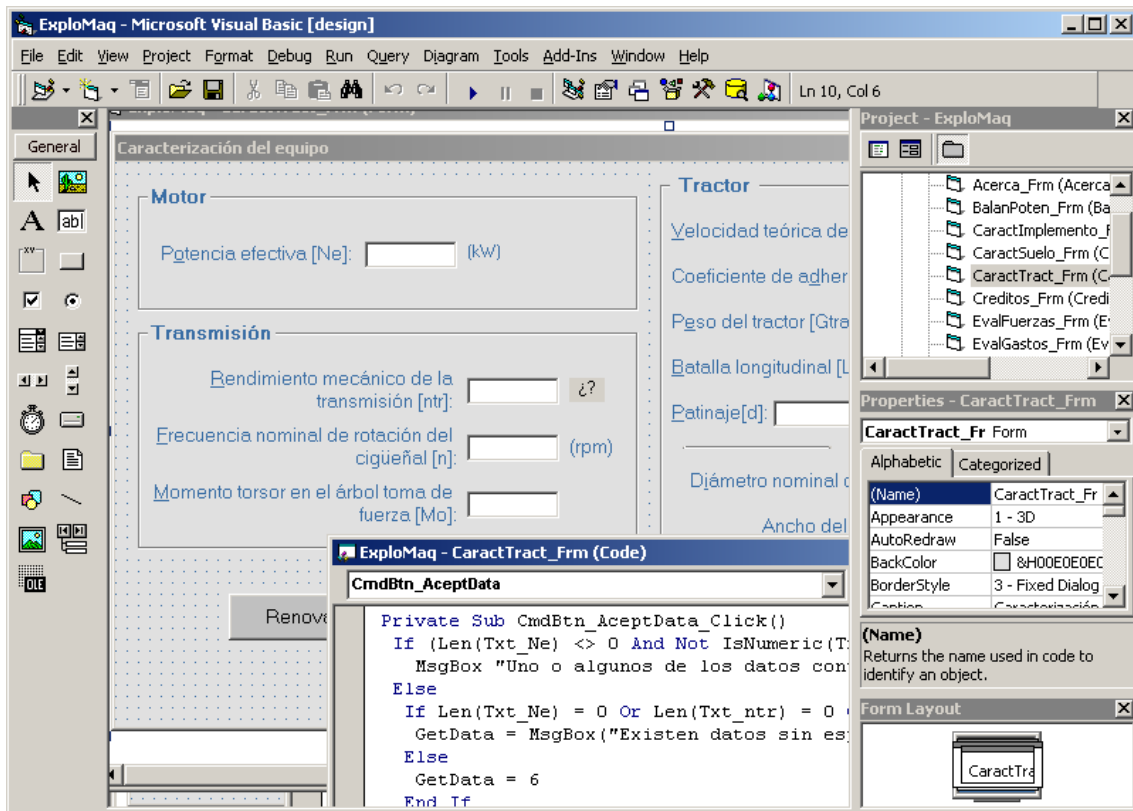 ExploMaq - Microsoft Visual Basic [design]
File Edit View Project Format Debug Run Query Diagram Tools Add-Ins Window Help
Ln 10, Col 6
General
A
ab|
OLE
Caracterización del equipo
Motor
Potencia efectiva [Ne]: (kW)
Transmisión
Rendimiento mecánico de la
transmisión [ntr]: ¿?
Frecuencia nominal de rotación del
cigüeñal [n]: (rpm)
Momento torsor en el árbol toma de
fuerza [Mo]:
Renov
Tractor
Velocidad teórica de
Coeficiente de adher
Peso del tractor [Gtra
Batalla longitudinal [L
Patinaje[d]:
Diámetro nominal d
Ancho del
ExploMaq - CaractTract_Frm (Code)
CmdBtn_AceptData
Private Sub CmdBtn_AceptData_Click()
If (Len(Txt_Ne) <> 0 And Not IsNumeric(T
MsgBox "Uno o algunos de los datos con
Else
If Len(Txt_Ne) = 0 Or Len(Txt_ntr) = 0
GetData = MsgBox("Existen datos sin es
Else
GetData = 6
End If
Project - ExploMaq
Acerca_Frm (Acerca
BalanPoten_Frm (Ba
CaractImplemento_F
CaractSuelo_Frm (C
CaractTract_Frm (C
Creditos_Frm (Credi
EvalFuerzas_Frm (E
EvalGastos_Frm (Ev
Properties - CaractTract_Frm
CaractTract_Fr Form
Alphabetic Categorized
(Name) CaractTract_Fr
Appearance 1 - 3D
AutoRedraw False
BackColor &H00E0E0E0
BorderStyle 3 - Fixed Dialog
Caption Caracterización
(Name)
Returns the name used in code to
identify an object.
Form Layout
CaractTra